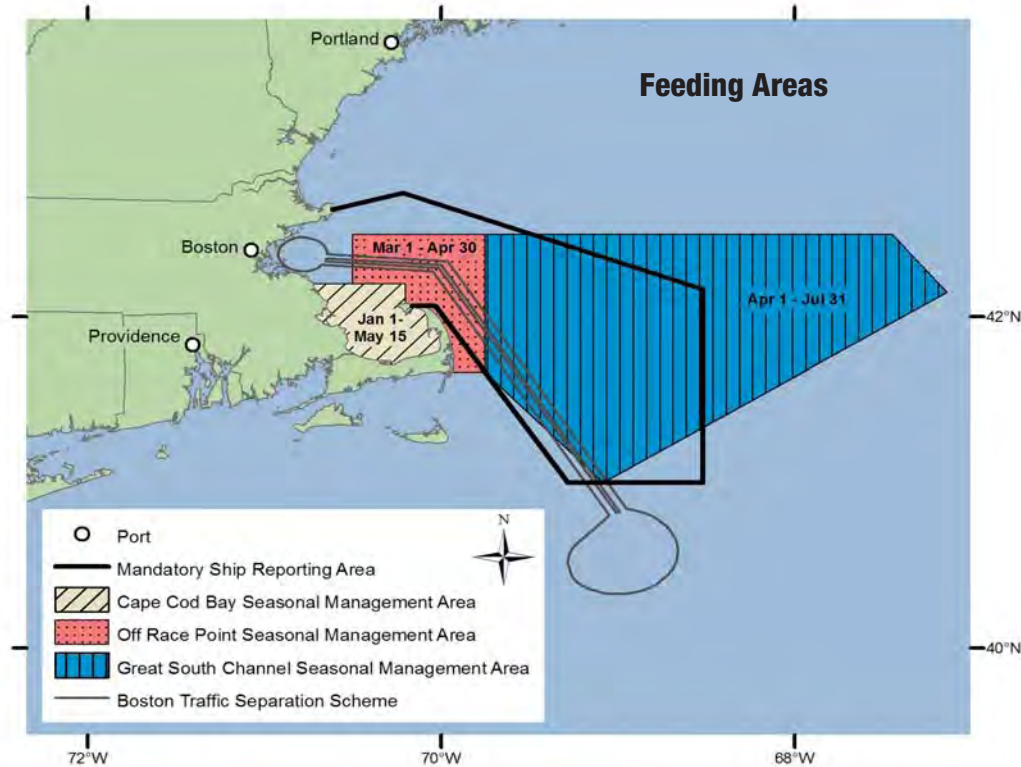 Portland
Feeding Areas
Boston
Mar 1 - Apr 30
Apr 1 - Jul 31
42°N
Jan 1-
May 15
Providence
N
Port
Mandatory Ship Reporting Area
Cape Cod Bay Seasonal Management Area
Off Race Point Seasonal Management Area
Great South Channel Seasonal Management Area
Boston Traffic Separation Scheme
40°N
72°W
70°W
68°W